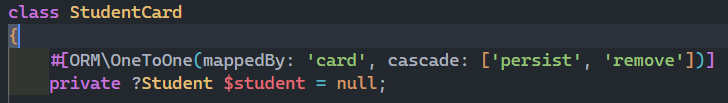 class StudentCard
{
#[ORM\OneToOne(mappedBy: 'card', cascade: ['persist', 'remove'])]
private ?Student $student = null;